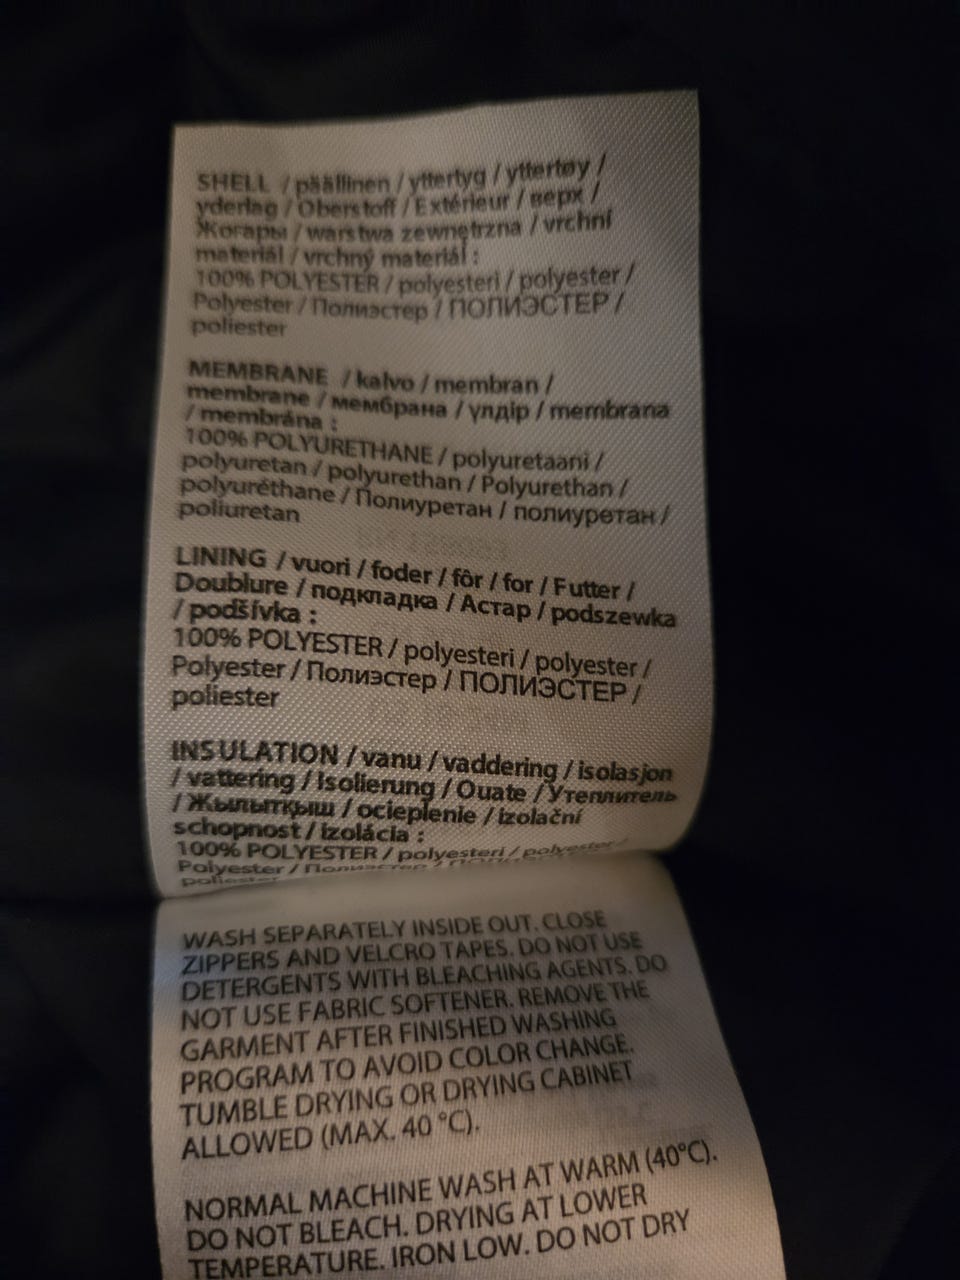 SHELL / päällinen / yttertyg / yttertøy /
yderlag / Oberstoff / Extérieur / верх /
Жоғарғы / warstwa zewnętrzna / vrchní
materiál / vrchný materiál :
100% POLYESTER / polyesteri / polyester /
Polyester / Полиэстер / ПОЛИЭСТЕР /
poliester
MEMBRANE / kalvo / membran /
membrane / мембрана / үлдір / membrana
/ membrána :
100% POLYURETHANE / polyuretaani /
polyuretan / polyurethan / Polyurethan /
polyuréthane / Полиуретан / полиуретан /
poliuretan
LINING / vuori / foder / fôr / for / Futter /
Doublure / подкладка / Астар / podszewka
/ podšívka :
100% POLYESTER / polyesteri / polyester /
Polyester / Полиэстер / ПОЛИЭСТЕР /
poliester
INSULATION / vanu / vaddering / isolasjon
/ vattering / Isolierung / Ouate / Утеплитель
/ Жылытқыш / ocieplenie / izolační
schopnost / izolácia :
100% POLYESTER / polyesteri / polyester /
Polyester / Полиэстер / ПОЛИЭСТЕР /
poliester
WASH SEPARATELY INSIDE OUT. CLOSE
ZIPPERS AND VELCRO TAPES. DO NOT USE
DETERGENTS WITH BLEACHING AGENTS. DO
NOT USE FABRIC SOFTENER. REMOVE THE
GARMENT AFTER FINISHED WASHING
PROGRAM TO AVOID COLOR CHANGE.
TUMBLE DRYING OR DRYING CABINET
ALLOWED (MAX. 40 °C).
NORMAL MACHINE WASH AT WARM (40°C).
DO NOT BLEACH. DRYING AT LOWER
TEMPERATURE. IRON LOW. DO NOT DRY